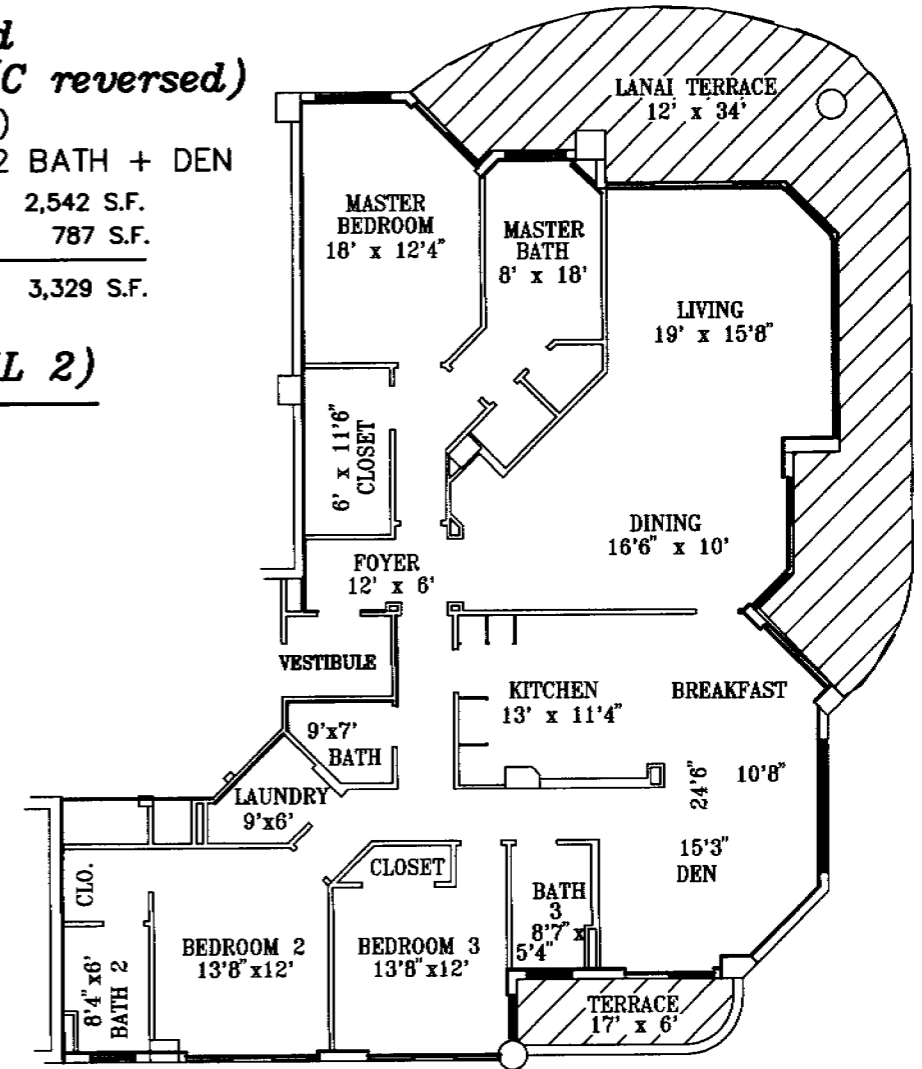 C reversed)
2 BATH + DEN
2,542 S.F.
787 S.F.
3,329 S.F.
2)
LANAI TERRACE
12' x 34'
MASTER
BEDROOM
18' x 12'4"
MASTER
BATH
8' x 18'
LIVING
19' x 15'8"
6' x 11'6"
CLOSET
DINING
16'6" x 10'
FOYER
12' x 6'
VESTIBULE
KITCHEN
13' x 11'4"
BREAKFAST
9'x7'
BATH
24'6"
10'8"
LAUNDRY
9'x6'
15'3"
DEN
CLOSET
CLO.
BATH
3
8'7" x
5'4"
BEDROOM 2
13'8"x12'
BEDROOM 3
13'8"x12'
8'4"x6'
BATH 2
TERRACE
17' x 6'